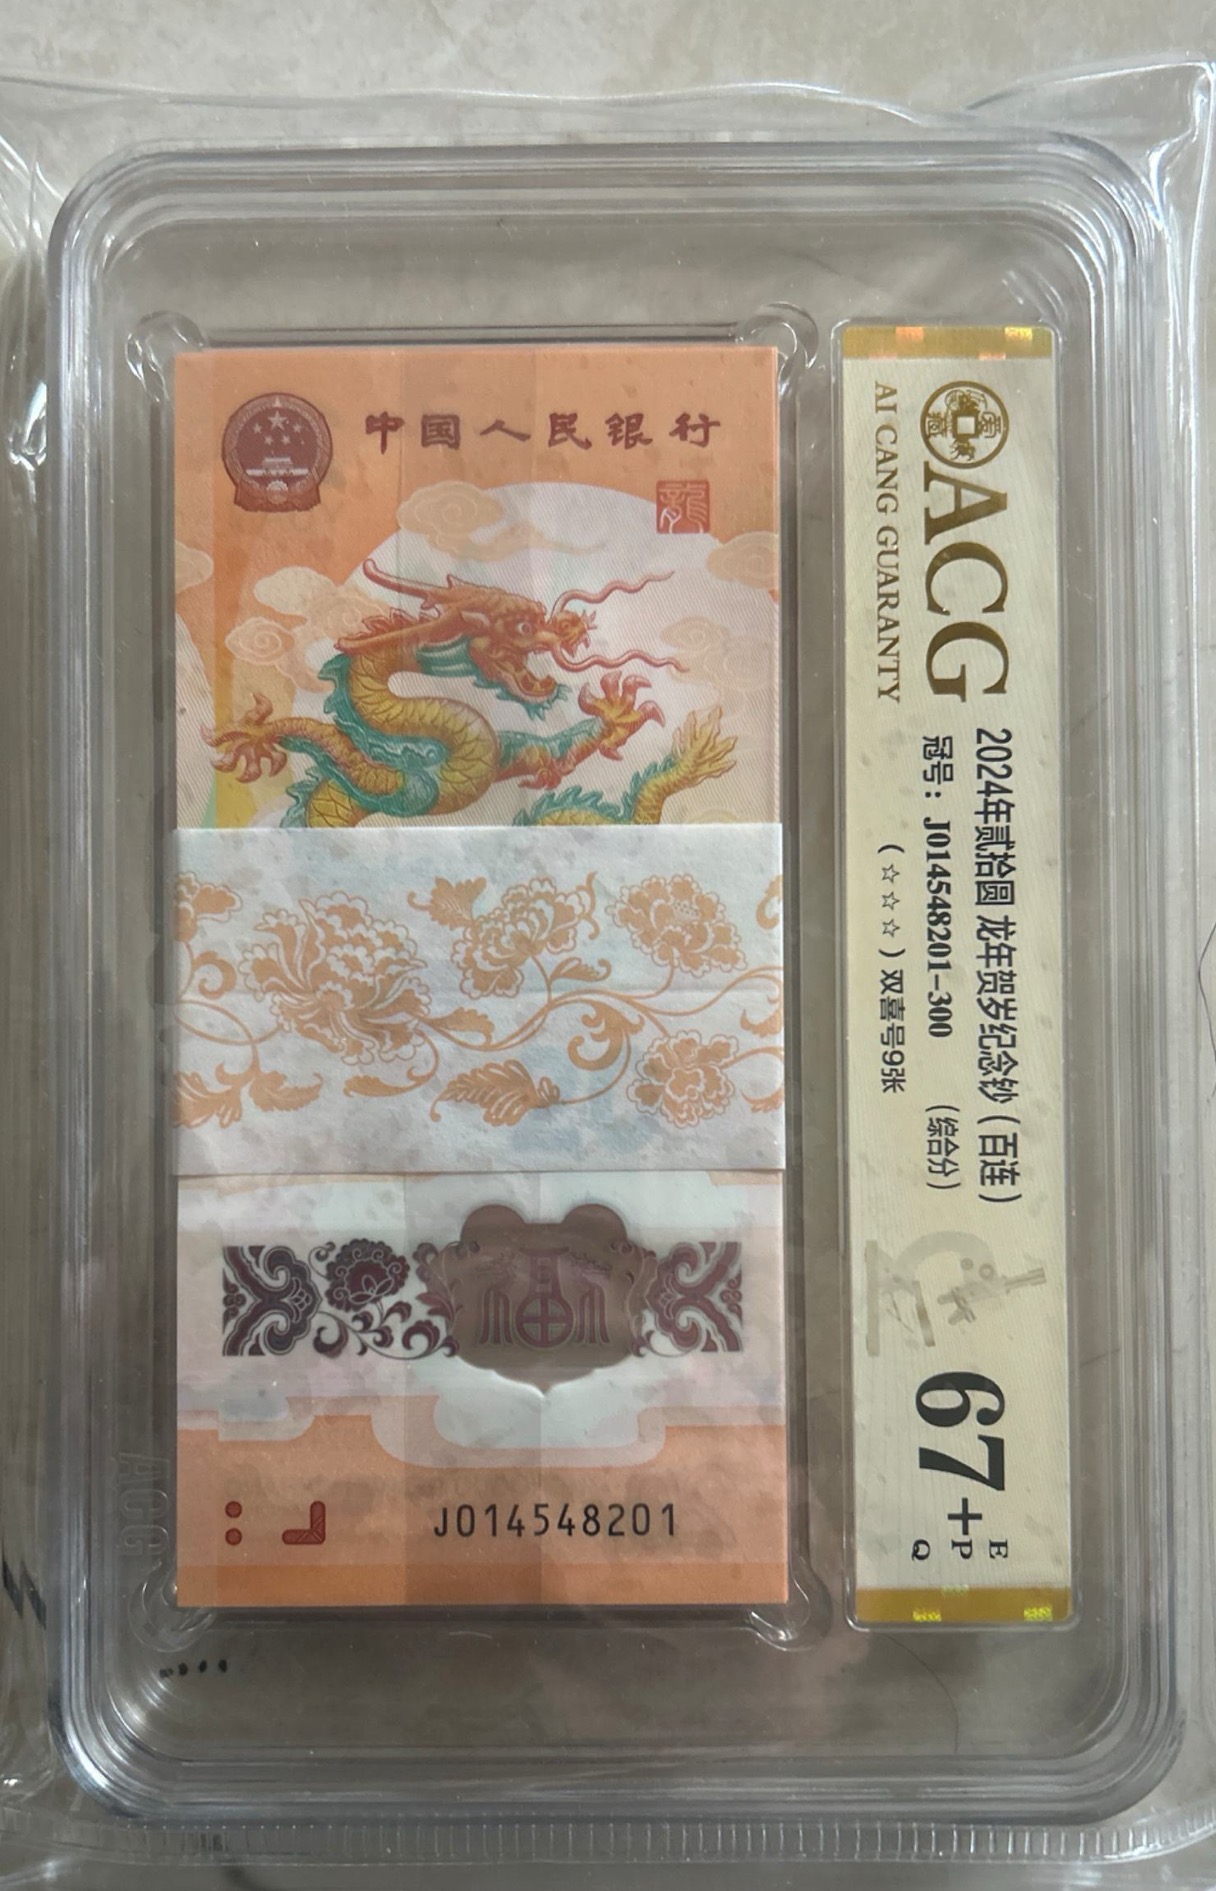 中国人民银行
龍
福
J014548201
ACG
AI CANG GUARANTY
2024年贰拾圆 龙年贺岁纪念钞（百连）
冠号：J014548201-300 （综合分）
（☆☆☆）双喜号9张
67+
E
P
Q
ACG